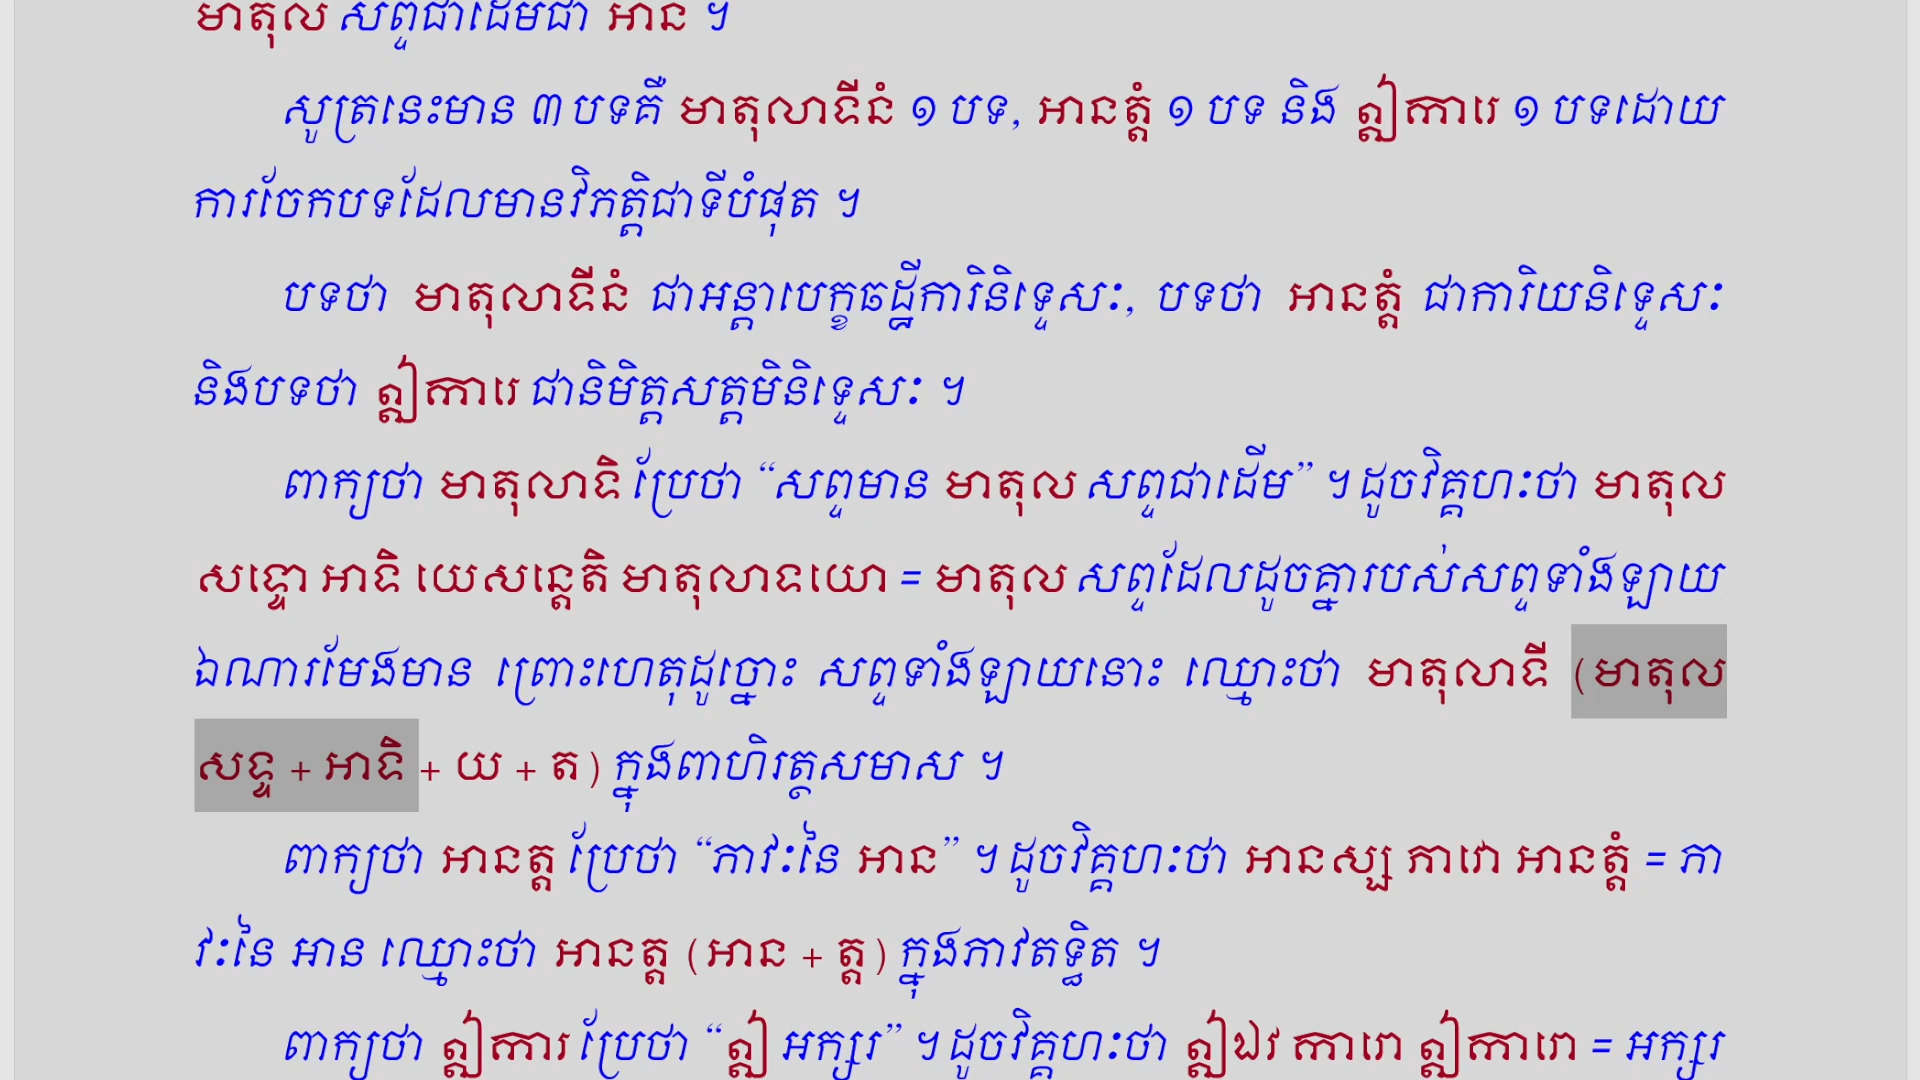 មាតុល សព្ទជាដើមជា អាន ។
សូត្រនេះមាន ៣ បទគឺ មាតុលាទីនំ ១ បទ, អានត្តំ ១ បទ និង ឦការេ ១ បទដោយ
ការចែកបទដែលមានវិភត្តិជាទីបំផុត ។
បទថា មាតុលាទីនំ ជាអន្តាបេក្ខឆដ្ឋីការិនិទ្ទេសៈ, បទថា អានត្តំ ជាការិយនិទ្ទេសៈ
និងបទថា ឦការេ ជានិមិត្តសត្តមិនិទ្ទេសៈ ។
ពាក្យថា មាតុលាទិ ប្រែថា “សព្ទមាន មាតុល សព្ទជាដើម” ។ ដូចវិគ្គហៈថា មាតុល
សទ្ទោ អាទិ យេសន្តេតិ មាតុលាទយោ = មាតុល សព្ទដែលដូចគ្នារបស់សព្ទទាំងឡាយ
ឯណារមែងមាន ព្រោះហេតុដូច្នោះ សព្ទទាំងឡាយនោះ ឈ្មោះថា មាតុលាទី (មាតុល
សទ្ទ + អាទិ + យ + ត) ក្នុងពាហិរត្ថសមាស ។
ពាក្យថា អានត្ត ប្រែថា “ភាវៈនៃ អាន” ។ ដូចវិគ្គហៈថា អានស្ស ភាវោ អានត្តំ = ភា
វៈនៃ អាន ឈ្មោះថា អានត្ត (អាន + ត្ត) ក្នុងភាវតទ្ធិត ។
ពាក្យថា ឦការ ប្រែថា “ឦ អក្សរ” ។ ដូចវិគ្គហៈថា ឦឯវ ការោ ឦការោ = អក្សរ